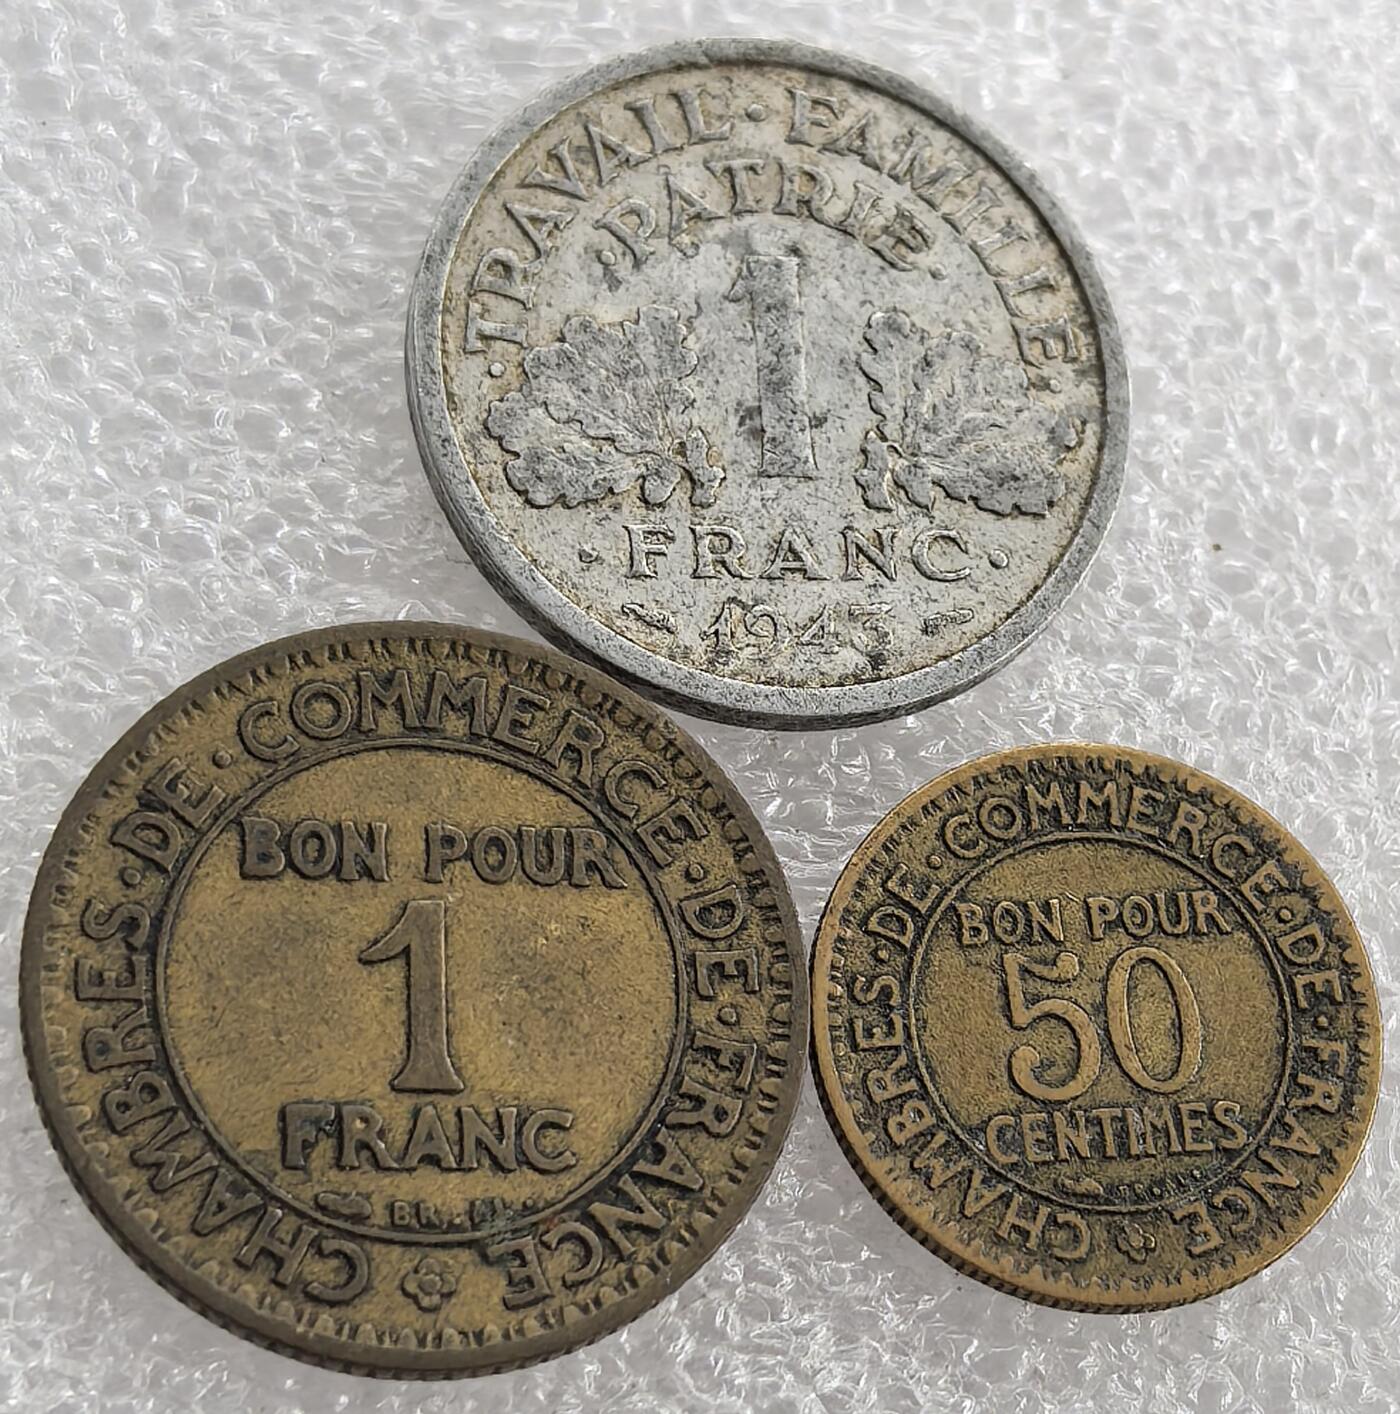 · TRAVAIL · FAMILLE ·
· PATRIE ·
1
· FRANC ·
1943
CHAMBRES · DE · COMMERCE · DE · FRANCE
BON POUR
1
FRANC
CHAMBRES · DE · COMMERCE · DE · FRANCE
BON POUR
50
CENTIMES